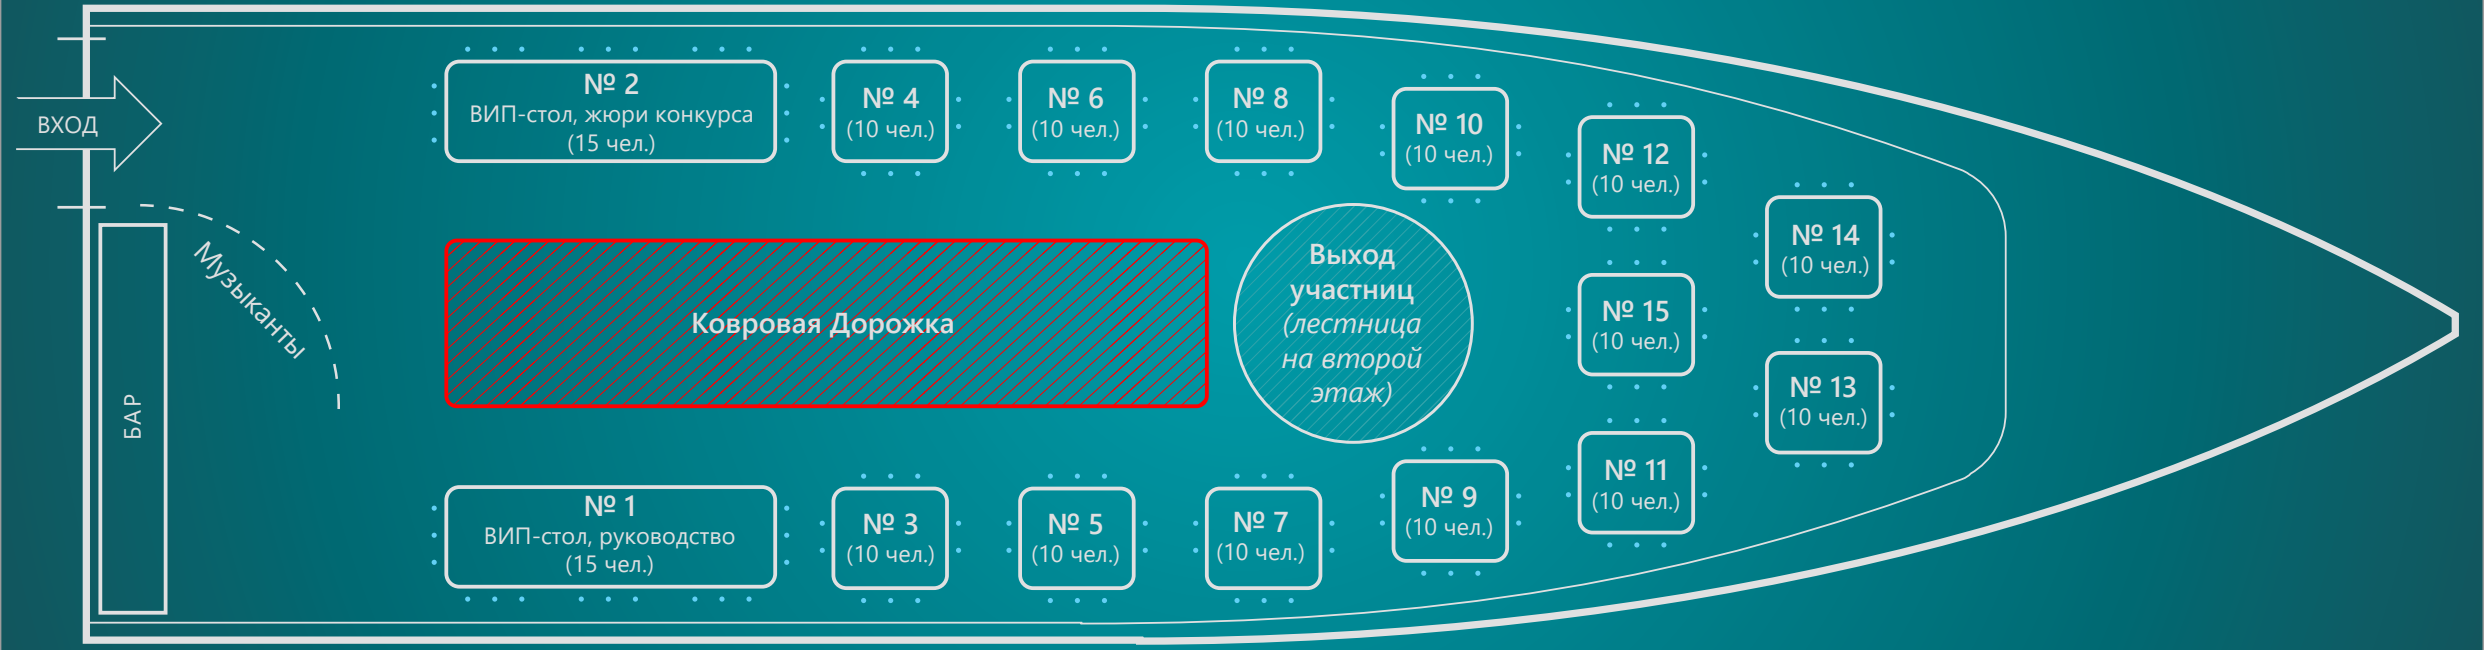 ВХОД
БАР
Музыканты
№ 2
ВИП-стол, жюри конкурса
(15 чел.)
№ 4
(10 чел.)
№ 6
(10 чел.)
№ 8
(10 чел.)
№ 10
(10 чел.)
№ 12
(10 чел.)
№ 14
(10 чел.)
Ковровая Дорожка
Выход
участниц
(лестница
на второй
этаж)
№ 15
(10 чел.)
№ 13
(10 чел.)
№ 1
ВИП-стол, руководство
(15 чел.)
№ 3
(10 чел.)
№ 5
(10 чел.)
№ 7
(10 чел.)
№ 9
(10 чел.)
№ 11
(10 чел.)